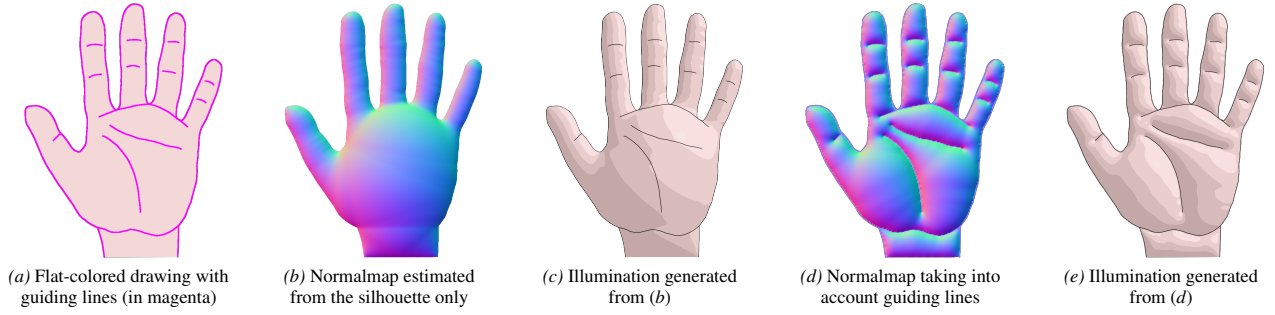 (a) Flat-colored drawing with
guiding lines (in magenta)
(b) Normalmap estimated
from the silhouette only
(c) Illumination generated
from (b)
(d) Normalmap taking into
account guiding lines
(e) Illumination generated
from (d)